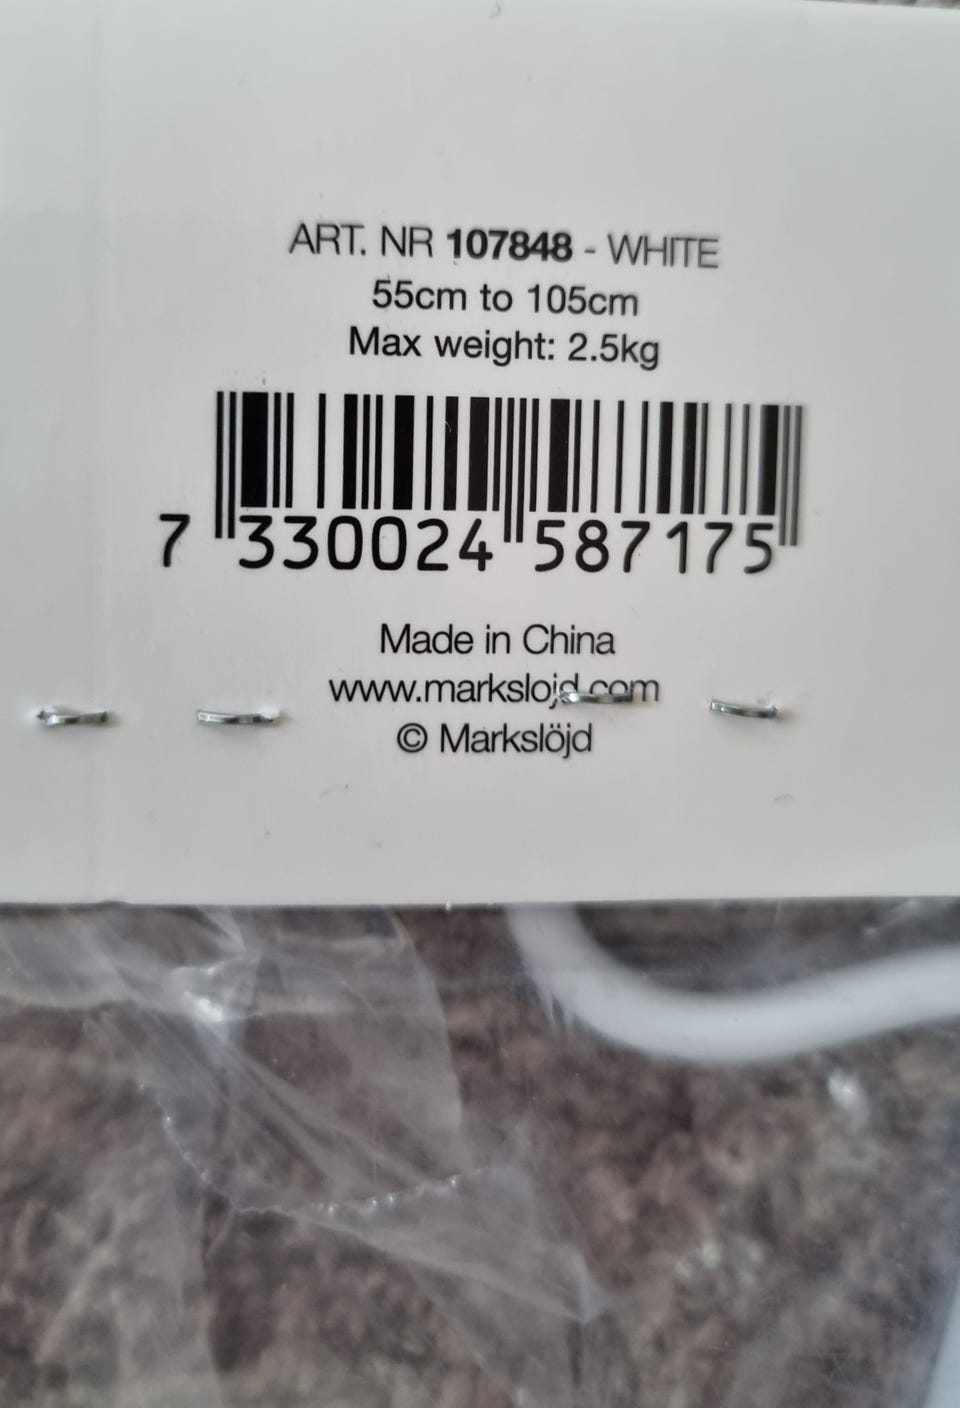 ART. NR 107848 - WHITE
55cm to 105cm
Max weight: 2.5kg
7 330024 587175
Made in China
www.markslojd.com
© Markslöjd